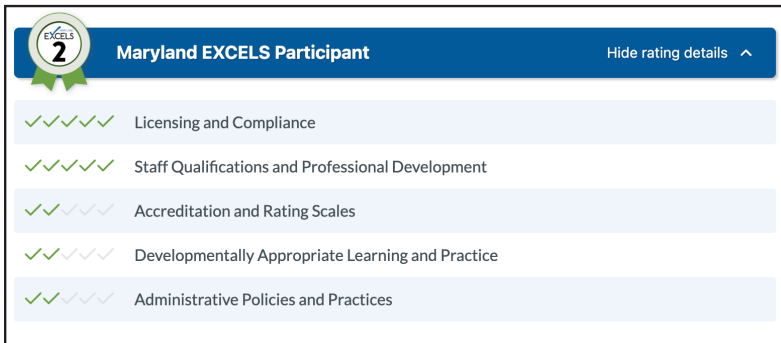 EXCELS
2
Maryland EXCELS Participant Hide rating details
Licensing and Compliance
Staff Qualifications and Professional Development
Accreditation and Rating Scales
Developmentally Appropriate Learning and Practice
Administrative Policies and Practices